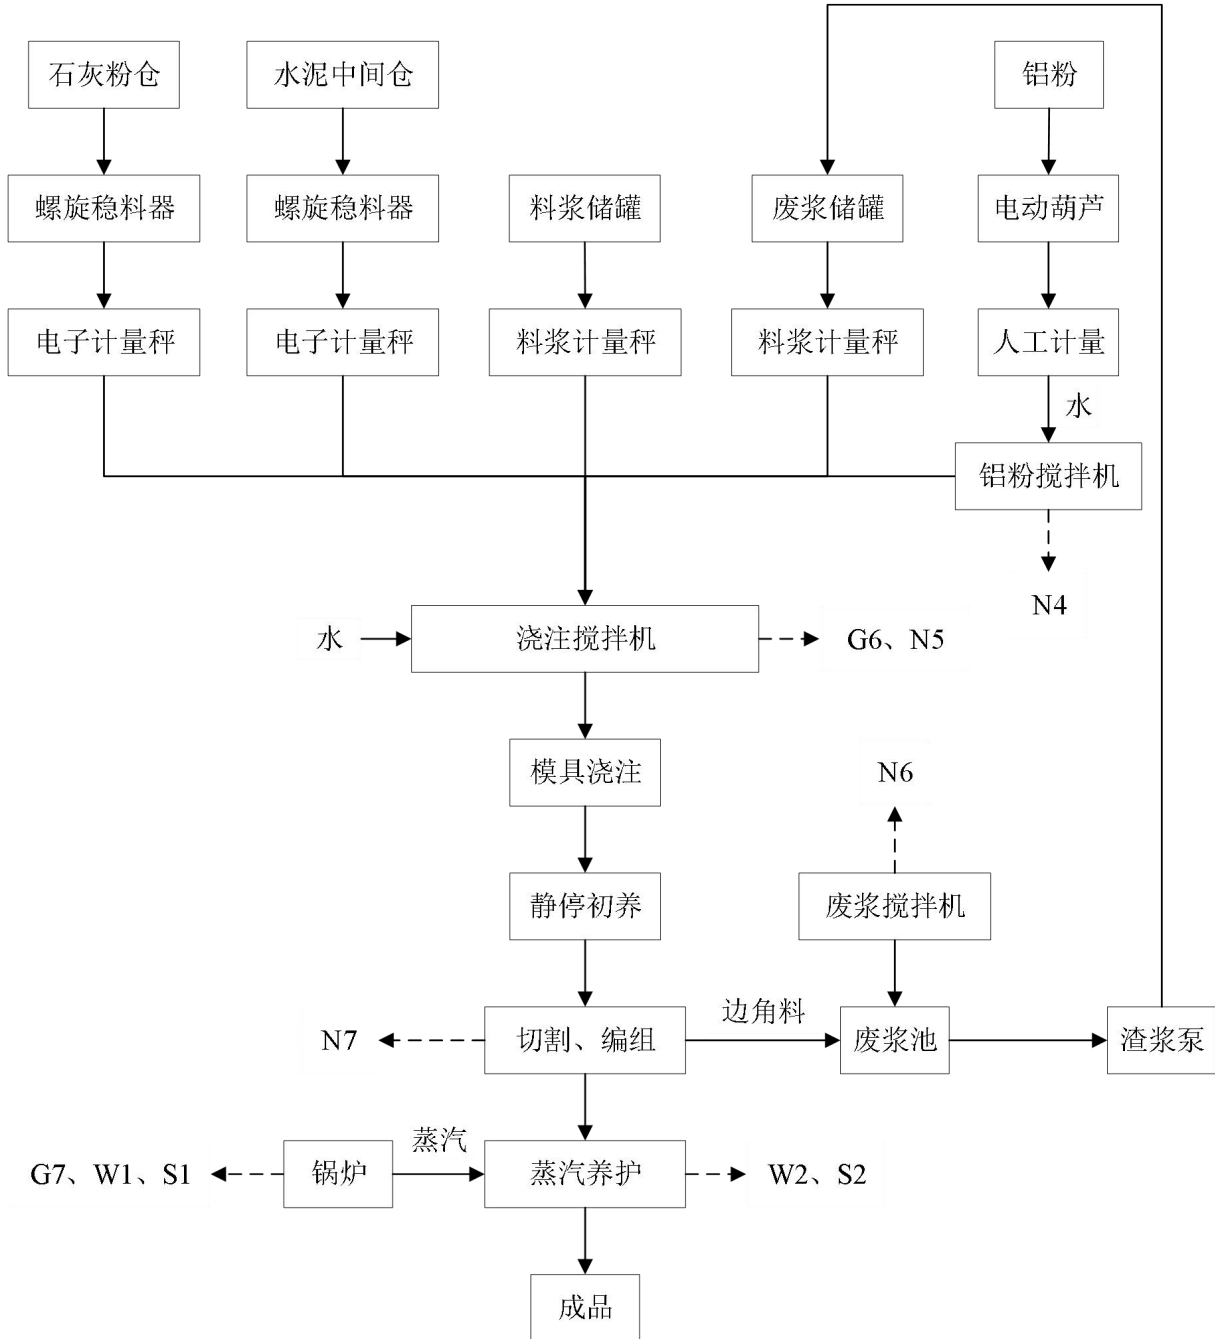 石灰粉仓
水泥中间仓
铝粉
螺旋稳料器
螺旋稳料器
料浆储罐
废浆储罐
电动葫芦
电子计量秤
电子计量秤
料浆计量秤
料浆计量秤
人工计量
水
铝粉搅拌机
N4
水
浇注搅拌机
G6、N5
模具浇注
N6
静停初养
废浆搅拌机
N7
切割、编组
边角料
废浆池
渣浆泵
G7、W1、S1
锅炉
蒸汽
蒸汽养护
W2、S2
成品